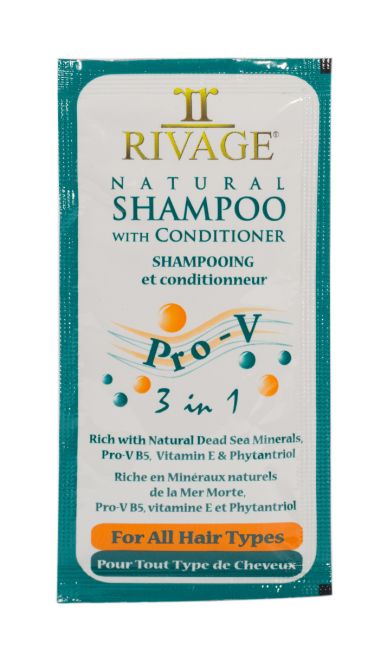 RIVAGE®
NATURAL
SHAMPOO
WITH CONDITIONER
SHAMPOOING
et conditionneur
Pro-V
3 in 1
Rich with Natural Dead Sea Minerals,
Pro-V B5, Vitamin E & Phytantriol
Riche en Minéraux naturels
de la Mer Morte,
Pro-V B5, vitamine E et Phytantriol
For All Hair Types
Pour Tout Type de Cheveux